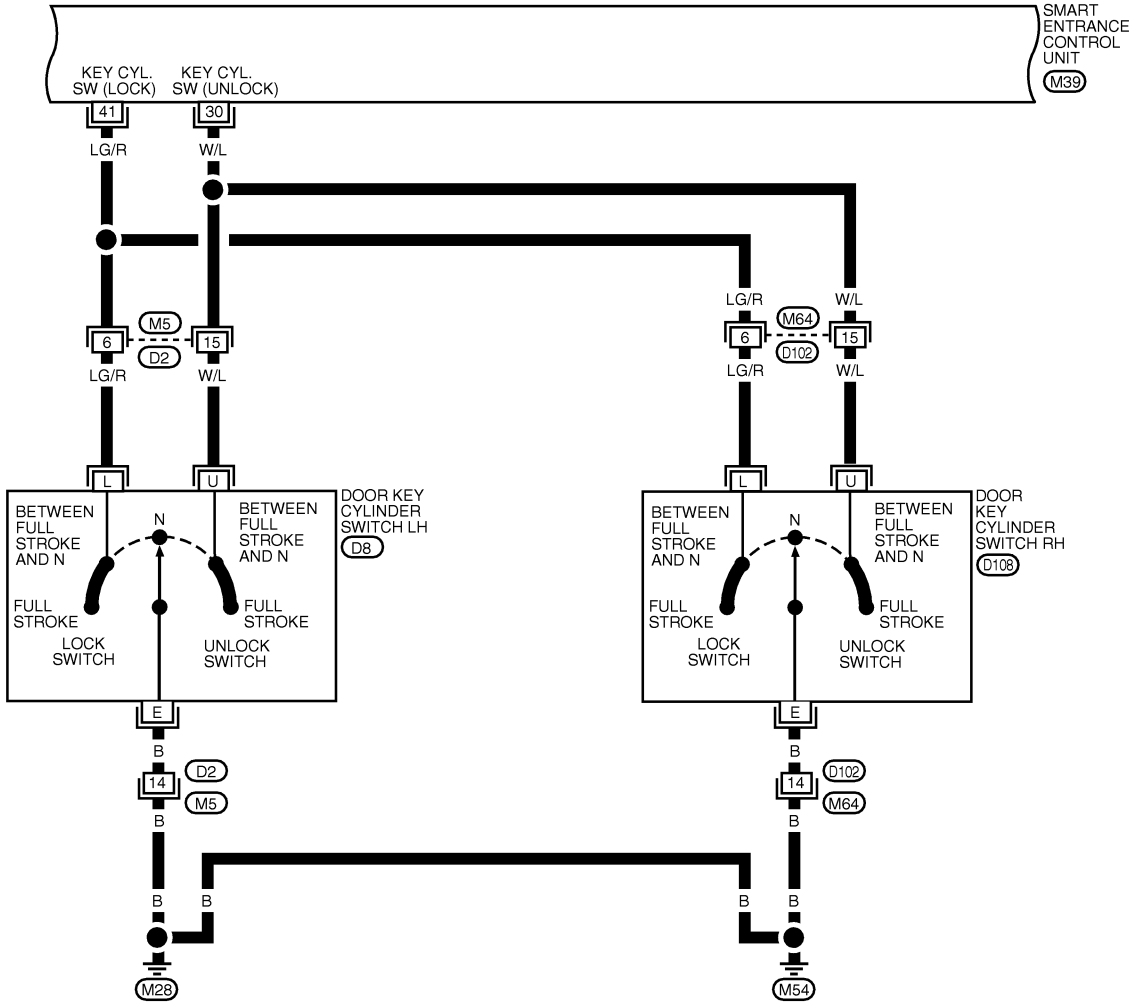 SMART
ENTRANCE
CONTROL
UNIT
M39
KEY CYL.
SW (LOCK)
KEY CYL.
SW (UNLOCK)
41
30
LG/R
W/L
LG/R
W/L
M5
M64
6
15
6
15
D2
D102
LG/R
W/L
LG/R
W/L
L
U
L
U
DOOR KEY
CYLINDER
SWITCH LH
D8
BETWEEN
FULL
STROKE
AND N
N
BETWEEN
FULL
STROKE
AND N
FULL
STROKE
FULL
STROKE
LOCK
SWITCH
UNLOCK
SWITCH
DOOR
KEY
CYLINDER
SWITCH RH
D108
BETWEEN
FULL
STROKE
AND N
N
BETWEEN
FULL
STROKE
AND N
FULL
STROKE
FULL
STROKE
LOCK
SWITCH
UNLOCK
SWITCH
E
E
B
B
14
D2
M5
14
D102
M64
B
B
B
B
B
B
M28
M54